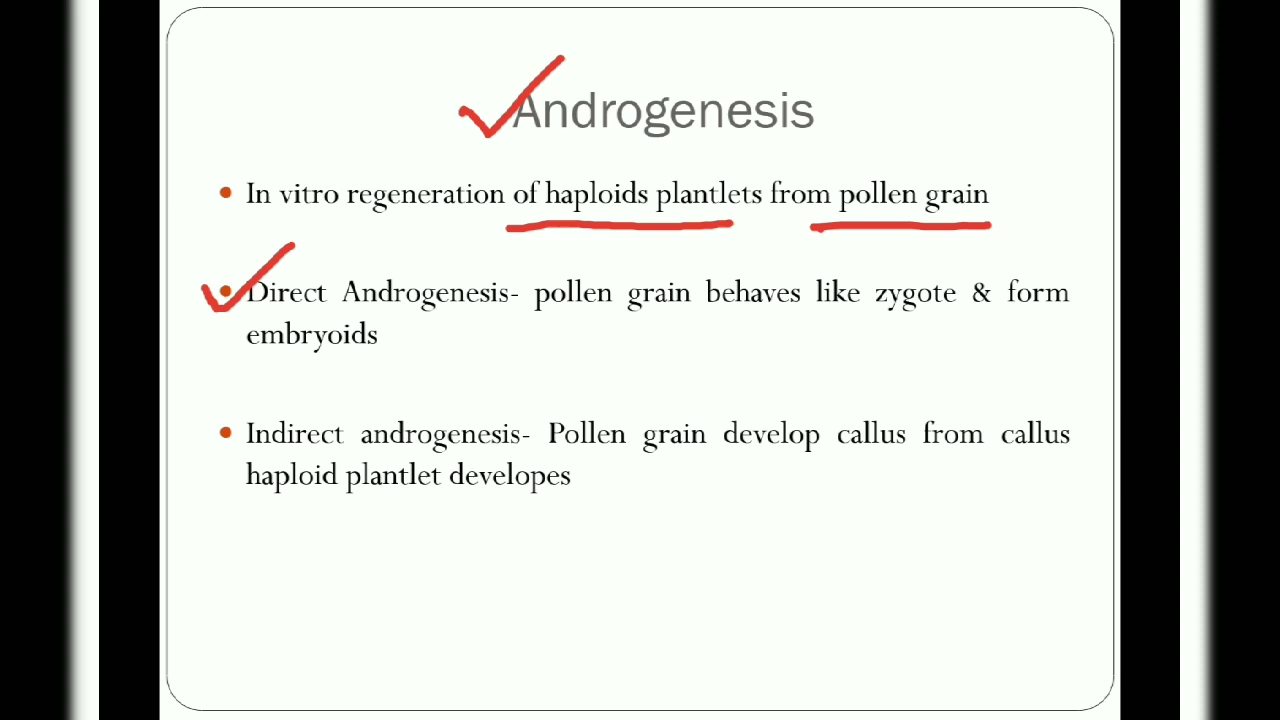 Androgenesis
In vitro regeneration of haploids plantlets from pollen grain
Direct Androgenesis- pollen grain behaves like zygote & form
embryoids
Indirect androgenesis- Pollen grain develop callus from callus
haploid plantlet developes